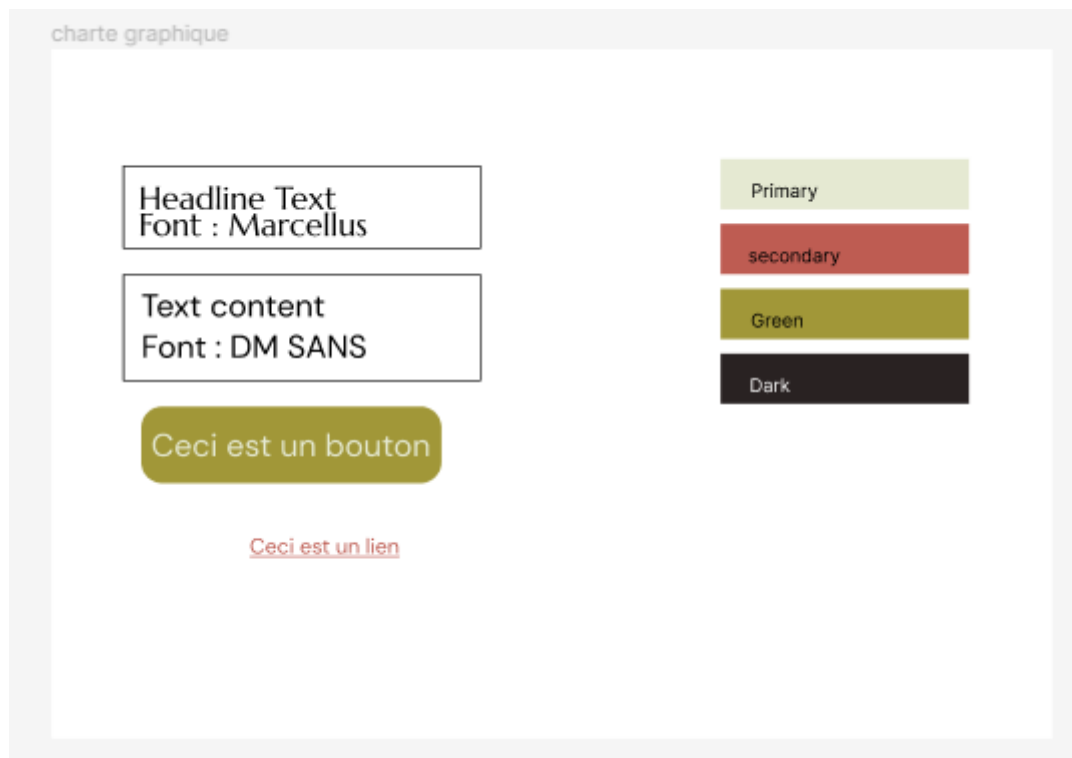 charte graphique
Headline Text
Font : Marcellus
Text content
Font : DM SANS
Ceci est un bouton
Ceci est un lien
Primary
secondary
Green
Dark